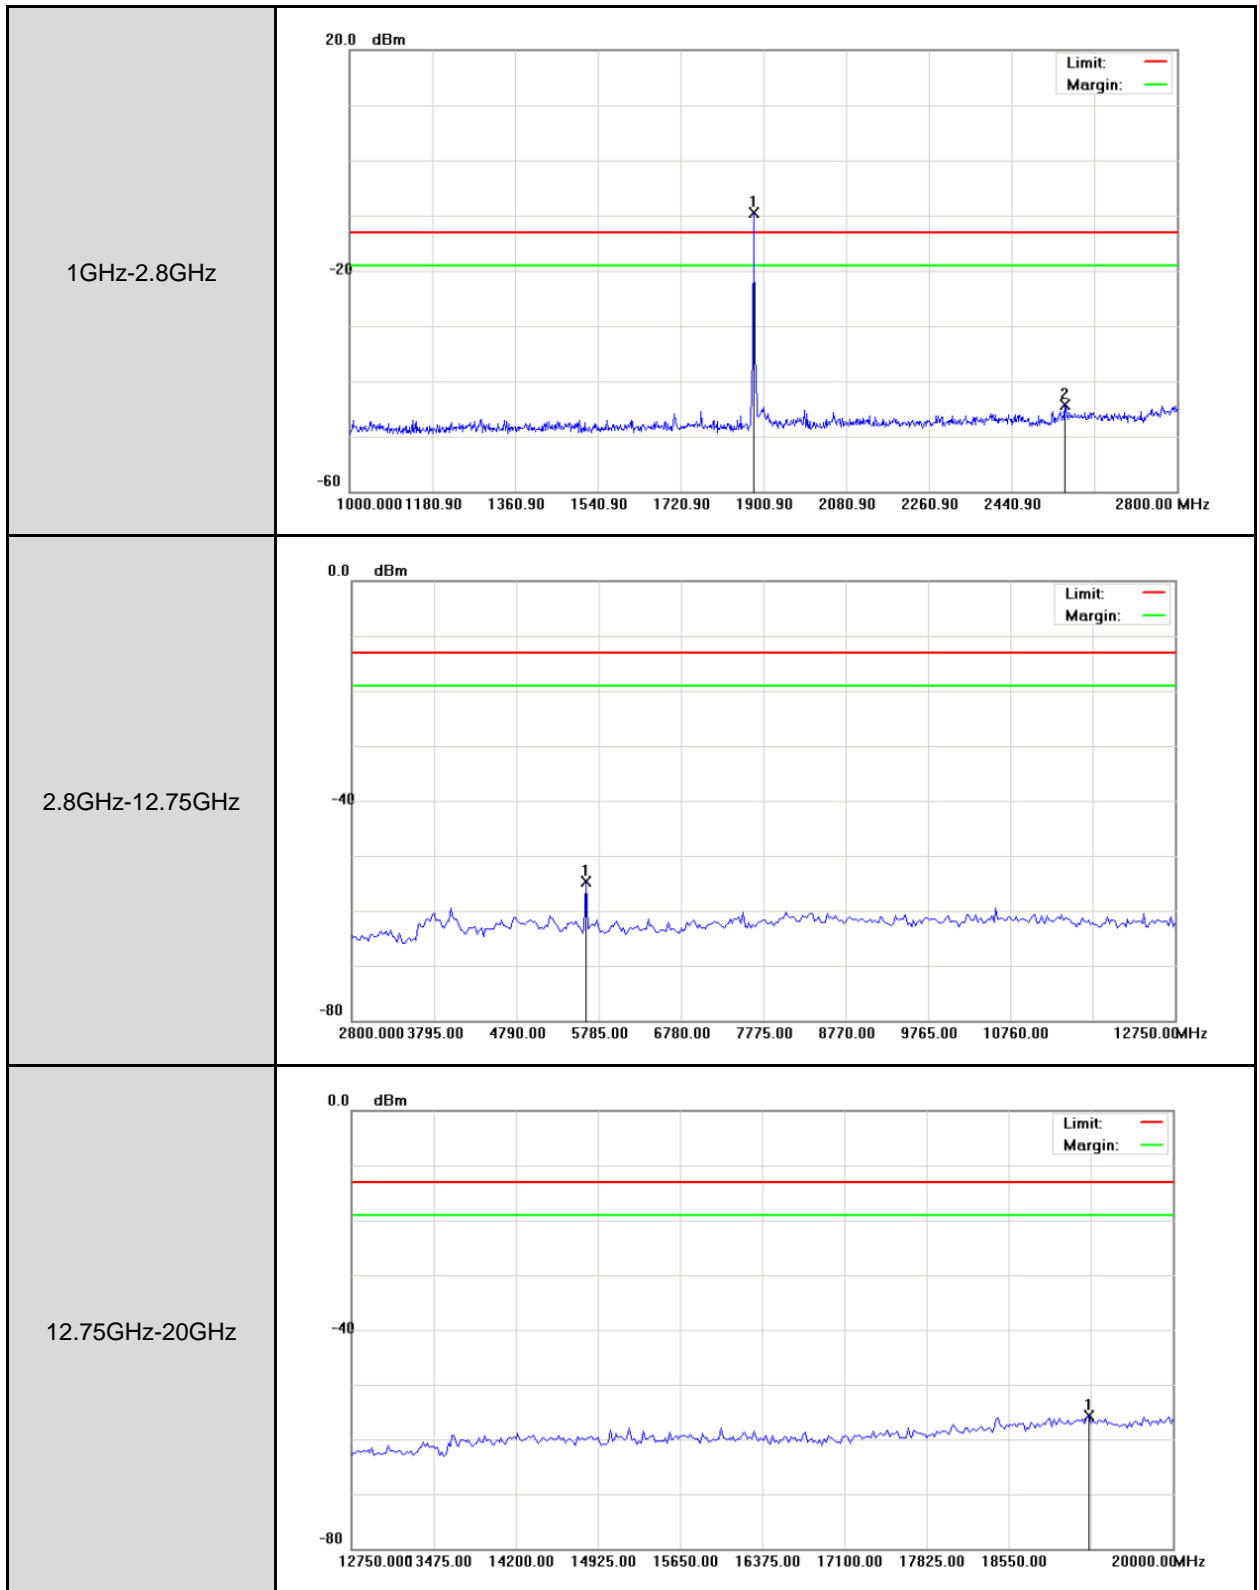 1GHz-2.8GHz
20.0 dBm
Limit:
Margin:
1
-20
2
-60
1000.000 1180.90 1360.90 1540.90 1720.90 1900.90 2080.90 2260.90 2440.90 2800.00 MHz
2.8GHz-12.75GHz
0.0 dBm
Limit:
Margin:
-40
1
-80
2800.000 3795.00 4790.00 5785.00 6780.00 7775.00 8770.00 9765.00 10760.00 12750.00MHz
12.75GHz-20GHz
0.0 dBm
Limit:
Margin:
-40
1
-80
12750.000 13475.00 14200.00 14925.00 15650.00 16375.00 17100.00 17825.00 18550.00 20000.00MHz